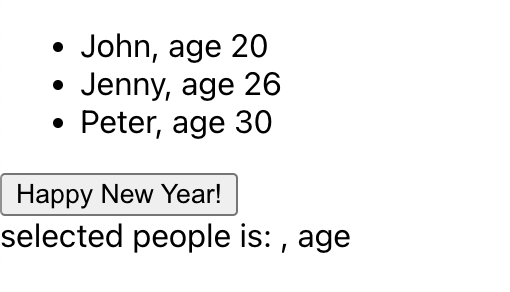 John, age 20
Jenny, age 26
Peter, age 30
Happy New Year!
selected people is: , age